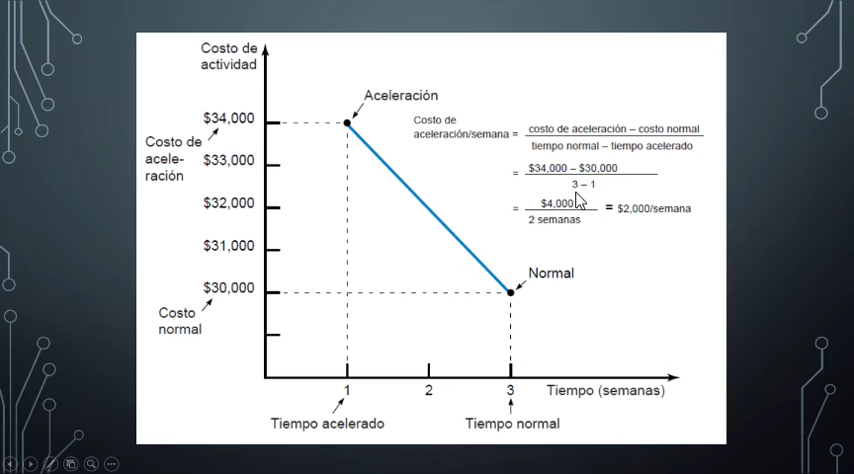 Costo de
actividad
Aceleración
$34,000
Costo de
acele-
ración
$33,000
$32,000
$31,000
$30,000
Costo
normal
Costo de
aceleración/semana = costo de aceleración – costo normal
tiempo normal – tiempo acelerado
= $34,000 – $30,000
3 – 1
= $4,000 = $2,000/semana
2 semanas
Normal
1 2 3 Tiempo (semanas)
Tiempo acelerado Tiempo normal